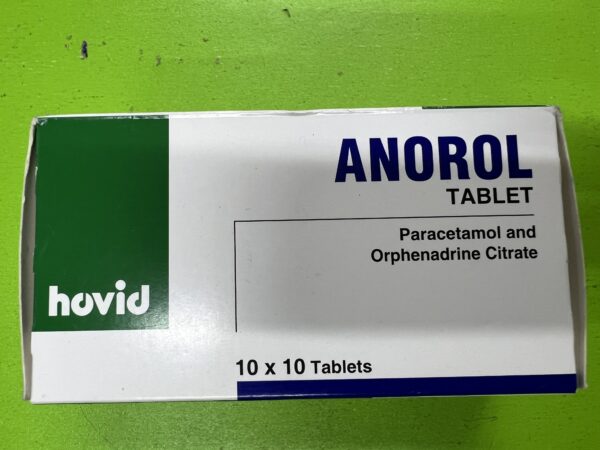 ANOROL
TABLET
Paracetamol and
Orphenadrine Citrate
hovid
10 x 10 Tablets